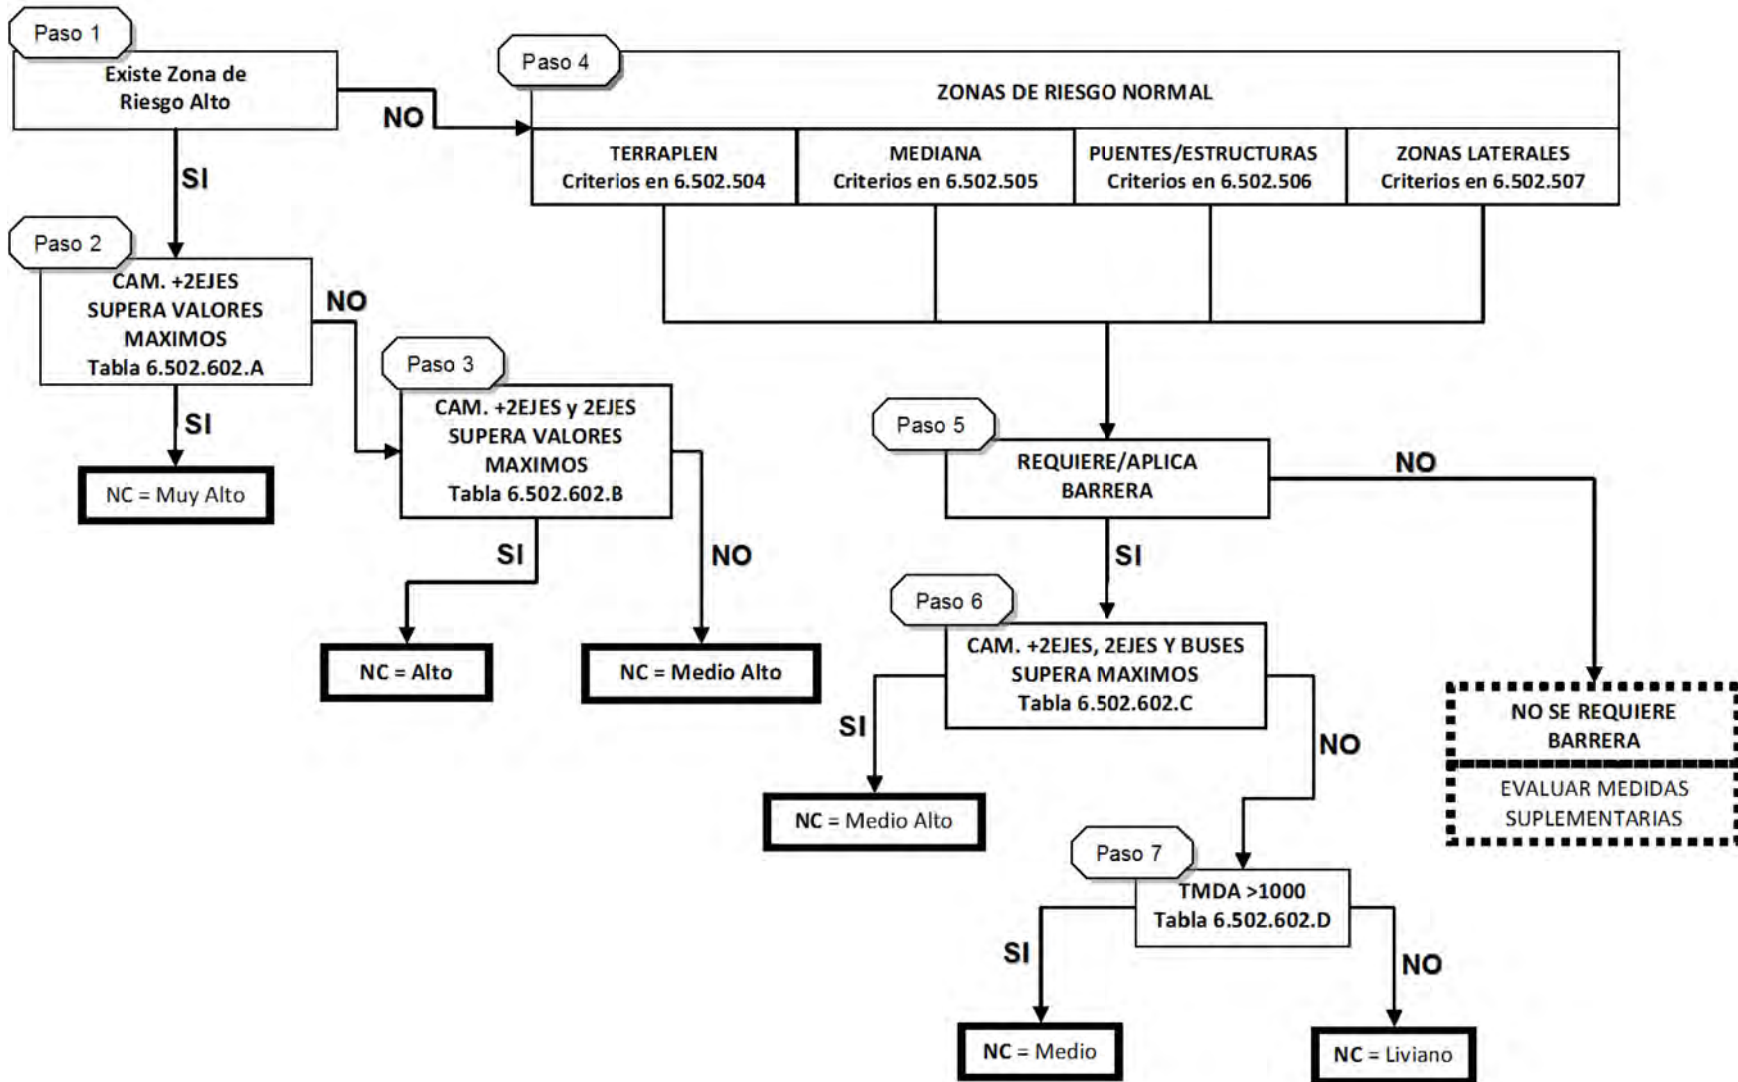 Paso 1
Existe Zona de
Riesgo Alto
NO
SI
Paso 4
ZONAS DE RIESGO NORMAL
TERRAPLEN
Criterios en 6.502.504
MEDIANA
Criterios en 6.502.505
PUENTES/ESTRUCTURAS
Criterios en 6.502.506
ZONAS LATERALES
Criterios en 6.502.507
Paso 2
CAM. +2EJES
SUPERA VALORES
MAXIMOS
Tabla 6.502.602.A
NO
SI
NC = Muy Alto
Paso 3
CAM. +2EJES y 2EJES
SUPERA VALORES
MAXIMOS
Tabla 6.502.602.B
SI
NO
NC = Alto
NC = Medio Alto
Paso 5
REQUIERE/APLICA
BARRERA
NO
SI
Paso 6
CAM. +2EJES, 2EJES Y BUSES
SUPERA MAXIMOS
Tabla 6.502.602.C
SI
NO
NC = Medio Alto
NO SE REQUIERE
BARRERA
EVALUAR MEDIDAS
SUPLEMENTARIAS
Paso 7
TMDA >1000
Tabla 6.502.602.D
SI
NO
NC = Medio
NC = Liviano